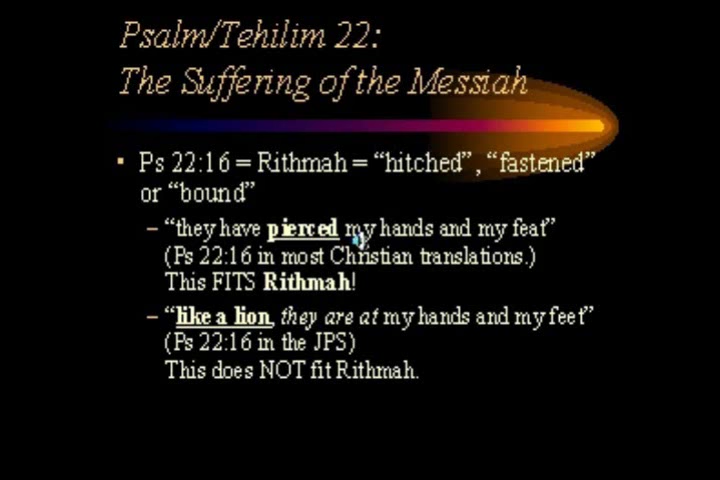 Psalm/Tehilim 22:
The Suffering of the Messiah
▪ Ps 22:16 = Rithmah = “hitched”, “fastened”
or “bound”
– “they have pierced my hands and my feat”
(Ps 22:16 in most Christian translations.)
This FITS Rithmah!
– “like a lion, they are at my hands and my feet”
(Ps 22:16 in the JPS)
This does NOT fit Rithmah.